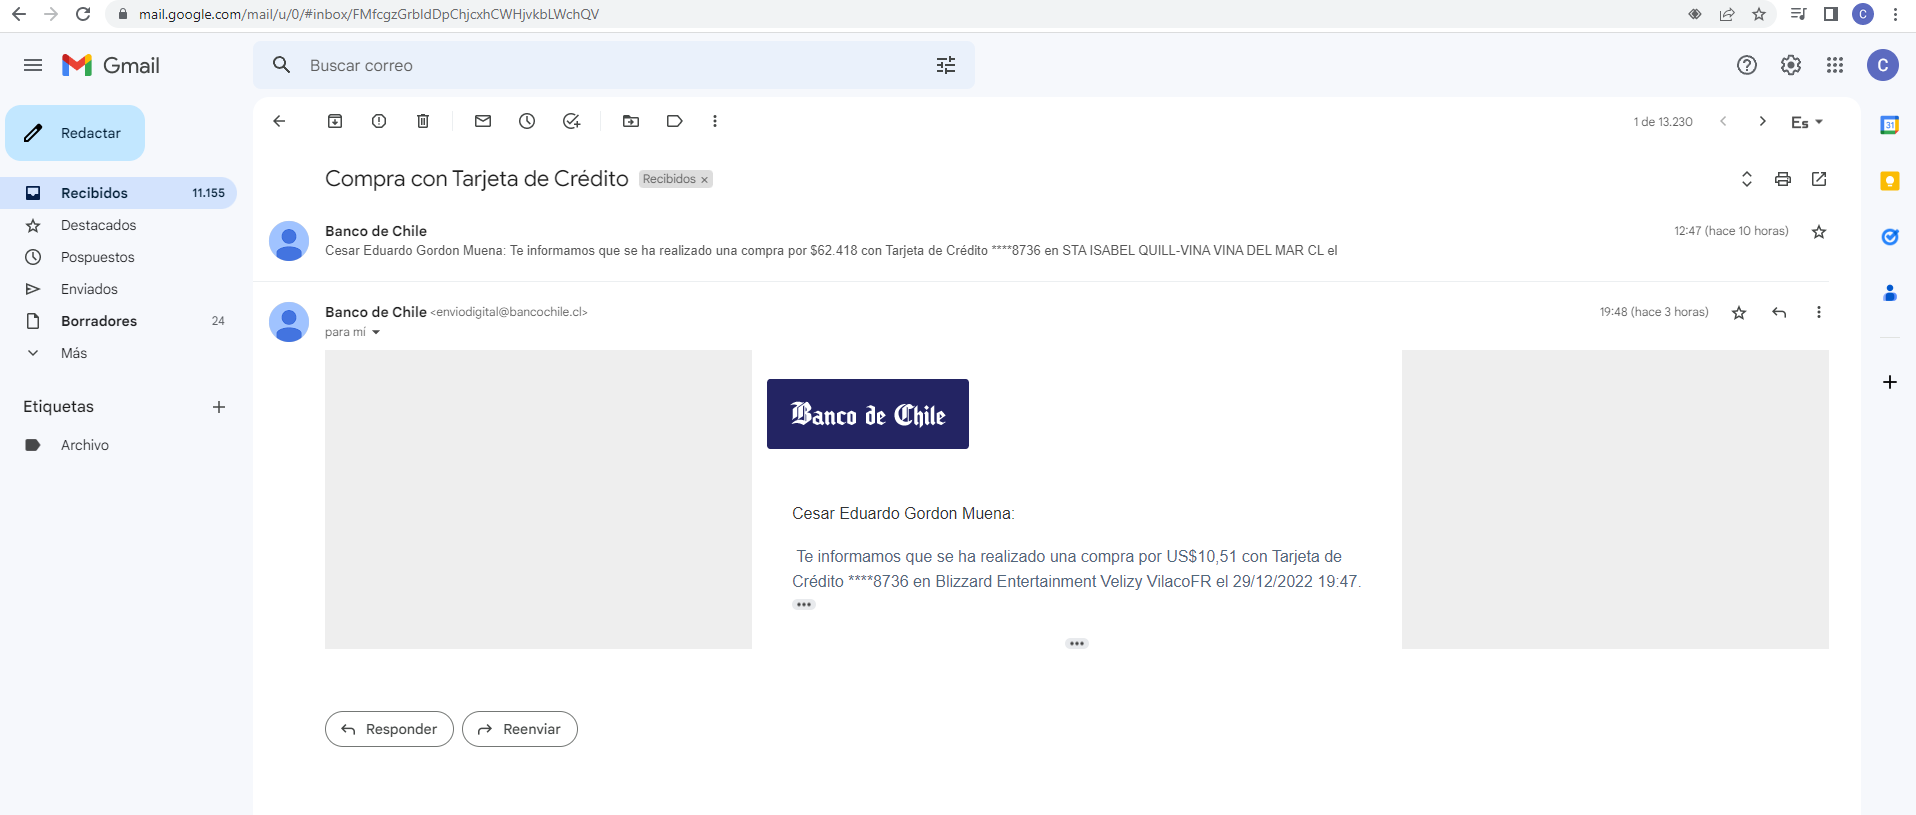 mail.google.com/mail/u/0/#inbox/FMfcgzGrbIdDpChjcxhCWHjvkbLWchQV
C
Gmail
Buscar correo
C
Redactar
1 de 13.230
Es
Compra con Tarjeta de Crédito
Recibidos ×
Recibidos 11.155
Destacados
Pospuestos
Enviados
Borradores 24
Más
Etiquetas
Archivo
Banco de Chile
12:47 (hace 10 horas)
Cesar Eduardo Gordon Muena: Te informamos que se ha realizado una compra por $62.418 con Tarjeta de Crédito ****8736 en STA ISABEL QUILL-VINA VINA DEL MAR CL el
Banco de Chile <enviodigital@bancochile.cl>
19:48 (hace 3 horas)
para mí
Banco de Chile
Cesar Eduardo Gordon Muena:
Te informamos que se ha realizado una compra por US$10,51 con Tarjeta de
Crédito ****8736 en Blizzard Entertainment Velizy VilacoFR el 29/12/2022 19:47.
Responder
Reenviar
31